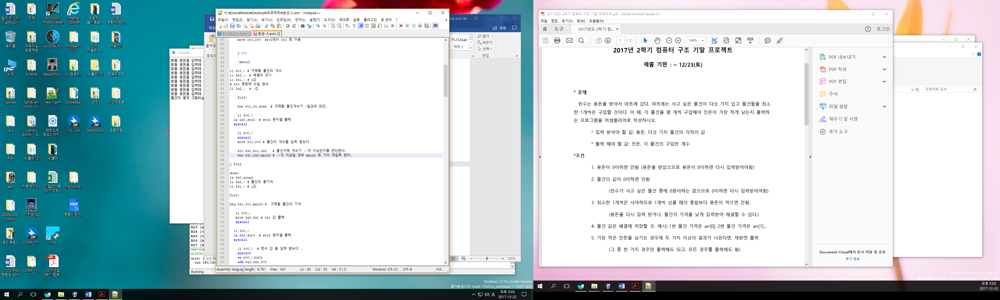 멀티 미디어
이상우_20...
과제
3D Vision
Photo Viewer
Internet
Explorer
우원재 -
슬기로운...
사업
계획서.docx
휴지통
아두이노
프로젝트
lsw.OctoUlt...
Myopencv
(2)
민서 -
저글러스...
대회 (2)
내 PC
BU9006
BeautyPlus...
01_컴퓨터...
새 폴더 (3)
컴퓨터구조
labview
Bandicam
v3.4.0.12...
new 1.asm
ColoredBa...
소전
이산구조론
java
Various
Artists - 그...
판타스틱
듀오2 아이...
()t2....zip
Desktop.zip
프로젝트
자바
새 폴더 (2)
새 폴더
app
지트엔진6...
기말고사문
2017-2학...
The.Swindl...
zzzzzzzzzz...
pack
이진우.jpg
멘토신청서...
[프리루트]...
COMP_17...
Fixts
11-28 자바
멘토링.docx
COMP_17...
2017년도
2학기 컴퓨...
Console
받을 용돈을 입력해
받을 용돈을 입력해
받을 용돈을 입력해
받을 용돈을 입력해
받을 용돈을 입력해
받을 용돈을 입력해
받을 용돈을 입력해
받을 용돈을 입력해
받을 용돈을 입력해
물건의 몇개 구매하실
R23 [s
R24 [t
R25 [t
R26 [k
R27 [k
See the
QtSPIM
spim: (
sub $s5,$s5
Running
*C:₩Users₩tkddn₩Desktop₩프로젝트₩완성-3.asm - Notepad++
파일(F) 편집(E) 찾기(S) 보기(V) 인코딩(N) 언어(L) 설정(T) 도구(O) 매크로 실행 플러그인 창 관리 ? X
최소값소스.asm 완성-3.asm
37 move $t0,$v0 #$v0에서 $t0 로 이동
38
39
40 j for
41
42 main2:
43
44 li $t1,0 # 구매할 물건의 개수
45 li $s3,11 # 배열의 크기
46 li $s1,0 # i값
47 # slt 명령에 쓰일 변수
48 li $s2,1 # 1값
49
50 for2:
51
52 bne $t1,$0,done # 구매할 물건개수가 0일경우 판단.
53
54 li $v0,4
55 la $a0,str2 # str2 문자열 출력
56 syscall
57
58 li $v0,5
59 syscall
60 move $t1,$v0 # 물건의 개수를 입력 받는다.
61
62 slt $s1,$t1,$s3 # 물건구매 개수가 10개 이상인지를 판단한다.
63 bne $s1,$s2,main2 # 10개 이상일 경우 main2 로 가서 재입력 한다.
64
65 j for2
66
67 done:
68 la $s0,array
69 li $a2,0 # 물건의 총가격
70 li $s1,0 # i값
71
72 for3:
73
74 beq $s1,$t1,main3 # 구매할 물건의 가격
75
76 li $v0,1
77 move $a0,$s1 # $s1 값 출력
78 syscall
79
80 li $v0,4
81 la $a0,str3 # str2 문자열 출력
82 syscall
83
84 li $v0,5 # 정수 값 을 입력 받는다 .
85 syscall
86 sw $v0,0($s0)
87 add $a2,$a2,$v0
Assembly languag length : 6,791 lines : 347 Ln : 63 Col : 55 Sel : 0 | 0 Windows (CR LF) UTF-8 INS
파일
붙여넣
클립보
2/3 페
ang woo lee
공유
가나다AaE
제목 2
찾기
바꾸기
선택
편집
100%
Windows 10 Pro Insider Preview
평가본입니다. Build 17025.rs_prerelease.171020-1626
A
오후 5:03
2017-12-22
2017년도 2학기 컴퓨터 구조 기말 프로젝트.pdf - Adobe Acrobat Reader DC
파일 편집 보기(V) 창(W) 도움말(H)
홈 도구 2017년도 2학기 컴... × 로그인
1 / 2 104%
2017년 2학기 컴퓨터 구조 기말 프로젝트
제출 기한 : ~ 12/23(토)
* 문제
민수는 용돈을 받아서 마트에 갔다. 마트에는 사고 싶은 물건이 다섯 가지 있고 물건들을 최소
한 1개씩은 구입할 것이다. 이 때, 각 물건을 몇 개씩 구입해야 잔돈이 가장 적게 남는지 출력하
는 프로그램을 어셈블리어로 작성하시오.
* 입력 받아야 할 값: 용돈, 다섯 가지 물건의 각자의 값
* 출력 해야 할 값: 잔돈, 각 물건의 구입한 개수
*조건
1. 용돈이 0이하면 안됨 (용돈을 받았으므로 용돈이 0이하면 다시 입력받아야함)
2. 물건의 값이 0이하면 안됨
(민수가 사고 싶은 물건 중에 0원이하는 없으므로 0이하면 다시 입력받아야함)
3. 최소한 1개씩은 사야하므로 1개씩 샀을 때의 총합보다 용돈이 적으면 안됨.
(용돈을 다시 입력 받거나, 물건의 가격을 낮게 입력받아 해결할 수 있다.)
4. 물건 값은 배열에 저장할 것. 예시) 1번 물건 가격은 arr[0], 2번 물건 가격은 arr[1]...
5. 가장 적은 잔돈을 남기는 경우에 두 가지 이상의 결과가 나온다면, 재량껏 출력
(그 중 한 가지 경우만 출력해도 되고, 모든 경우를 출력해도 됨)
PDF 내보내기
PDF 작성
PDF 편집
주석
파일 결합
채우기 및 서명
추가 도구
Document Cloud에서 문서 저장 및 공유
추가 정보
프로젝트 검색
Windows 10 Pro Insider Preview
평가본입니다. Build 17025.rs_prerelease.171020-1626
오후 5:03
2017-12-22